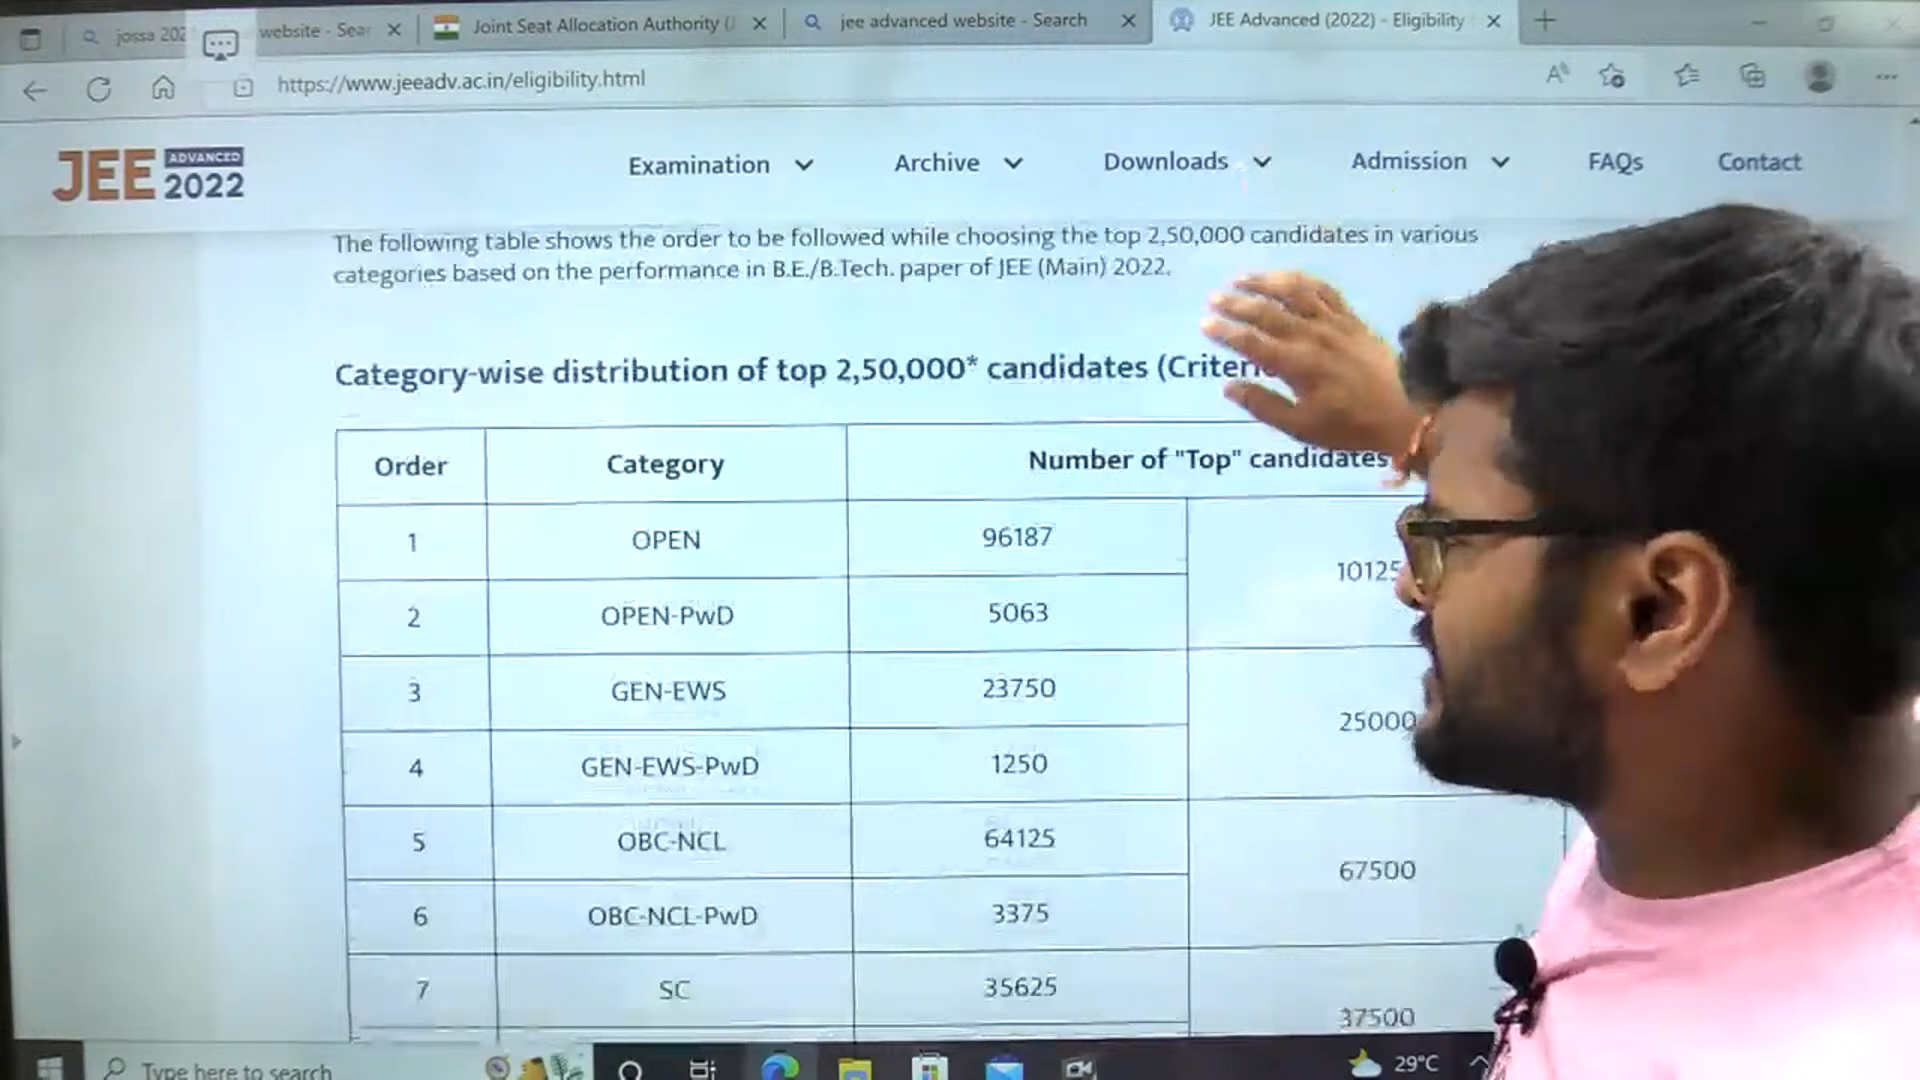 jossa 202
website - Sear
Joint Seat Allocation Authority (
jee advanced website - Search
JEE Advanced (2022) - Eligibility
https://www.jeeadv.ac.in/eligibility.html
JEE ADVANCED 2022
Examination
Archive
Downloads
Admission
FAQs
Contact
The following table shows the order to be followed while choosing the top 2,50,000 candidates in various
categories based on the performance in B.E./B.Tech. paper of JEE (Main) 2022.
Category-wise distribution of top 2,50,000* candidates (Criteri
Order Category Number of "Top" candidates
1 OPEN 96187
10125
2 OPEN-PwD 5063
3 GEN-EWS 23750
25000
4 GEN-EWS-PwD 1250
5 OBC-NCL 64125
67500
6 OBC-NCL-PwD 3375
7 SC 35625
37500
Type here to search
29°C